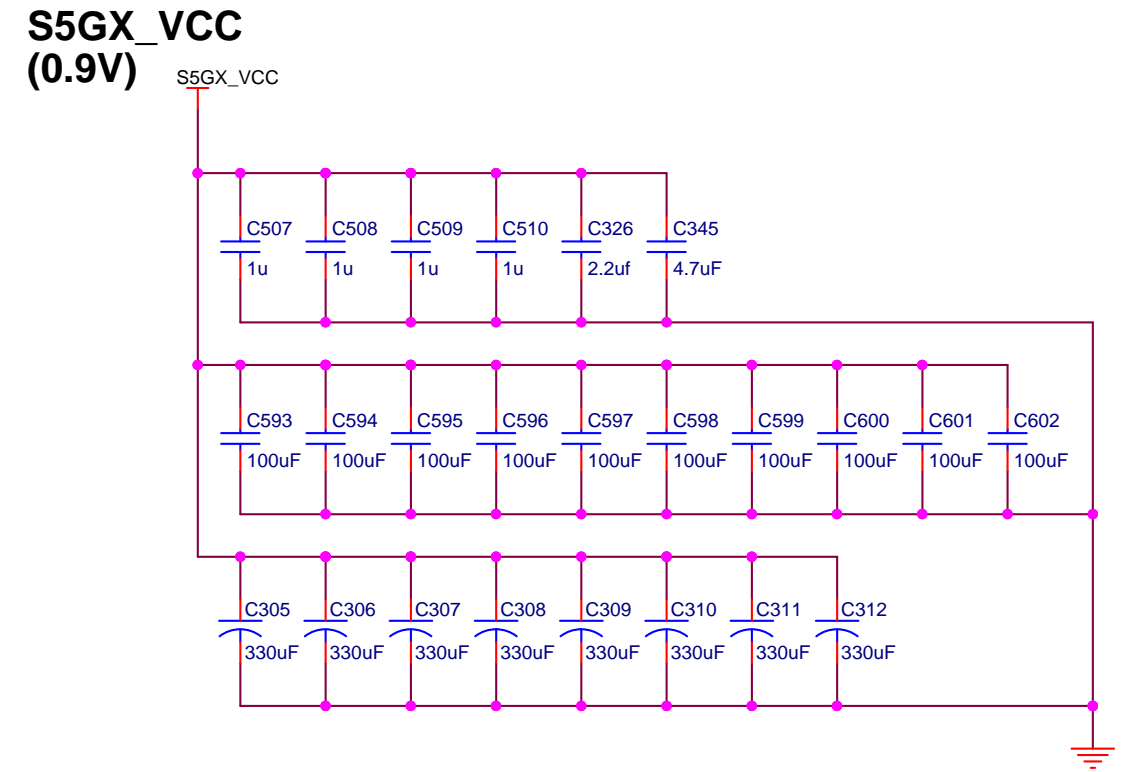 S5GX_VCC
(0.9V)
S5GX_VCC
C507 C508 C509 C510 C326 C345
1u 1u 1u 1u 2.2uf 4.7uF
C593 C594 C595 C596 C597 C598 C599 C600 C601 C602
100uF 100uF 100uF 100uF 100uF 100uF 100uF 100uF 100uF 100uF
C305 C306 C307 C308 C309 C310 C311 C312
330uF 330uF 330uF 330uF 330uF 330uF 330uF 330uF